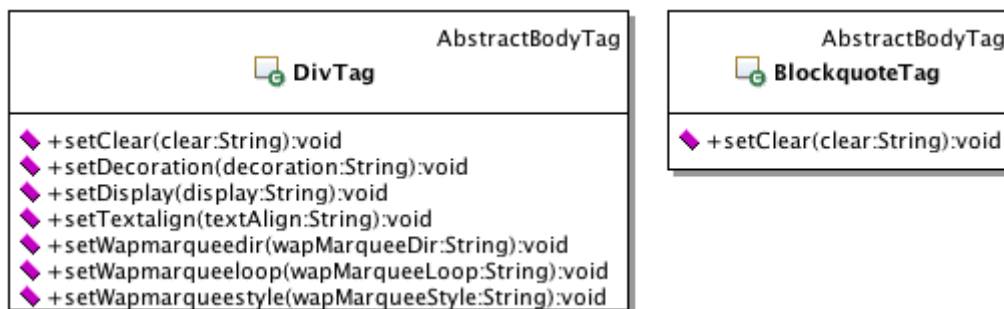 AbstractBodyTag
DivTag
+setClear(clear:String):void
+setDecoration(decoration:String):void
+setDisplay(display:String):void
+setTextalign(textAlign:String):void
+setWapmarqueedir(wapMarqueeDir:String):void
+setWapmarqueeloop(wapMarqueeLoop:String):void
+setWapmarqueestyle(wapMarqueeStyle:String):void
AbstractBodyTag
BlockquoteTag
+setClear(clear:String):void